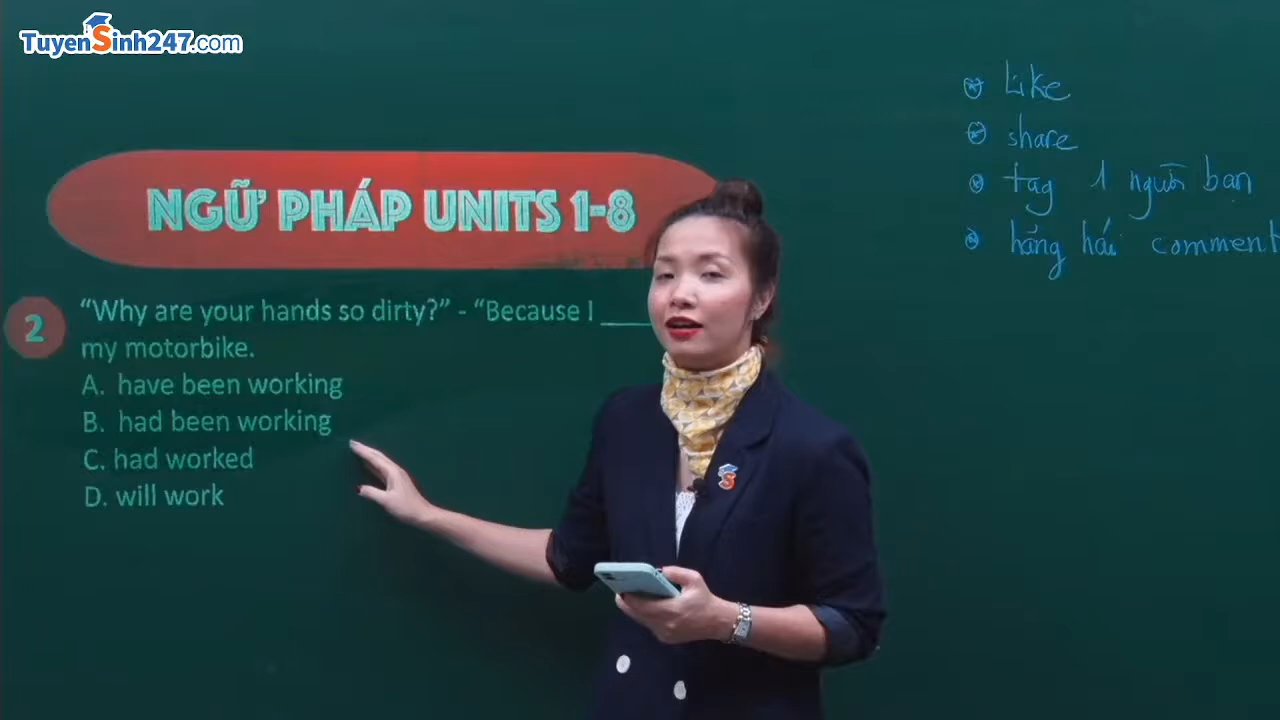 TuyenSinh247.com
Like
share
tag 1 người bạn
hăng hái comment
NGỮ PHÁP UNITS 1-8
2
"Why are your hands so dirty?" - "Because I ____
my motorbike.
A. have been working
B. had been working
C. had worked
D. will work
S